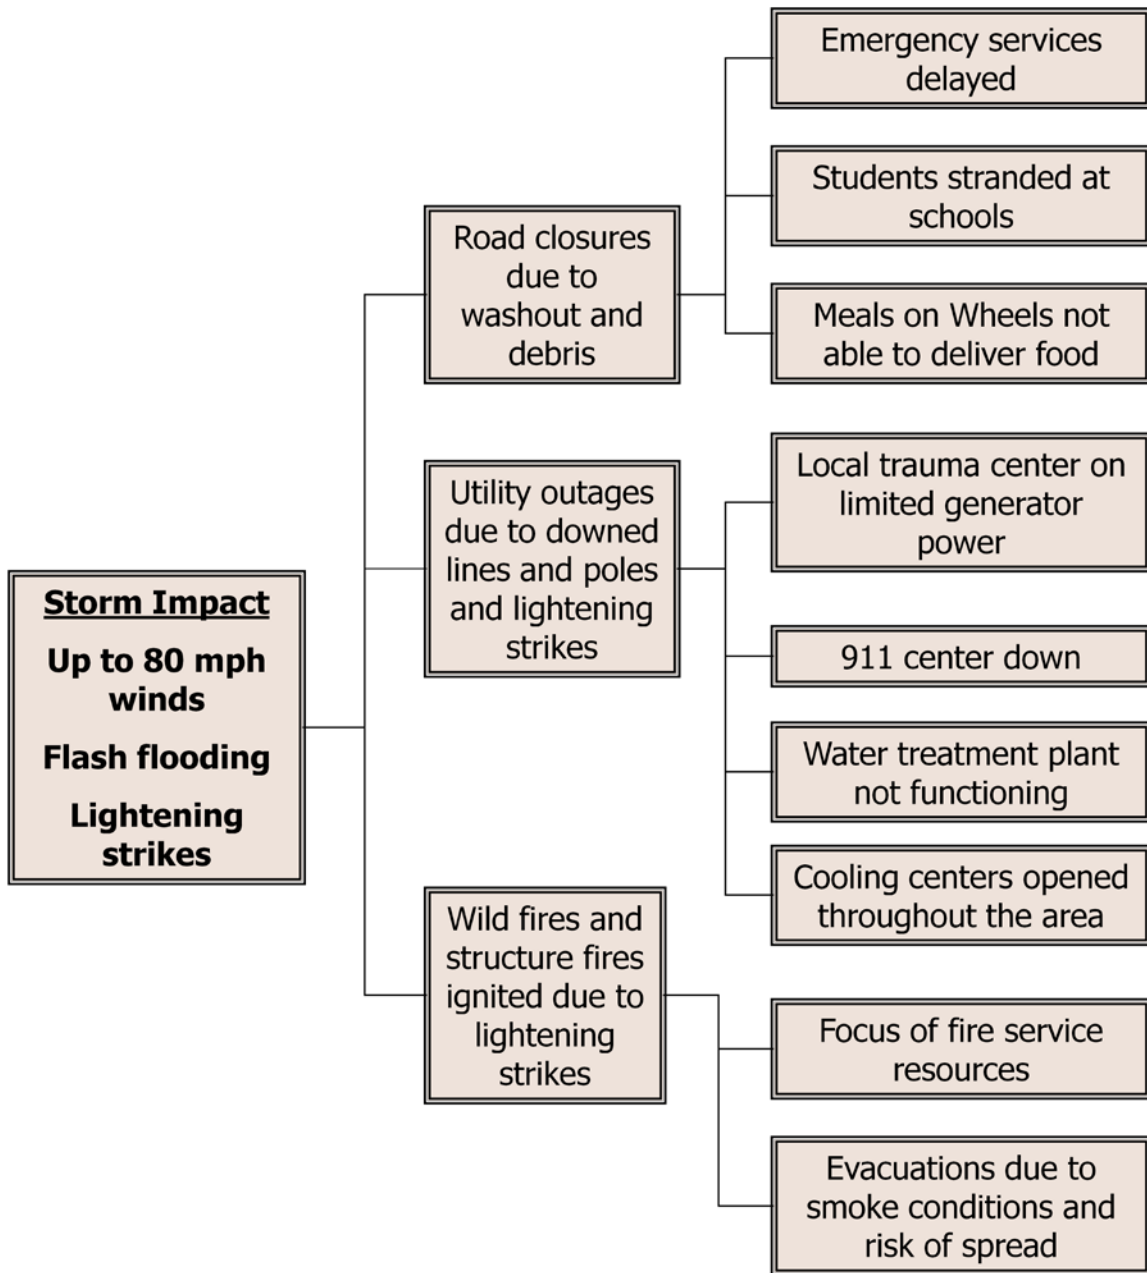 Storm Impact
Up to 80 mph
winds
Flash flooding
Lightening
strikes
Road closures
due to
washout and
debris
Emergency services
delayed
Students stranded at
schools
Meals on Wheels not
able to deliver food
Utility outages
due to downed
lines and poles
and lightening
strikes
Local trauma center on
limited generator
power
911 center down
Water treatment plant
not functioning
Cooling centers opened
throughout the area
Wild fires and
structure fires
ignited due to
lightening
strikes
Focus of fire service
resources
Evacuations due to
smoke conditions and
risk of spread